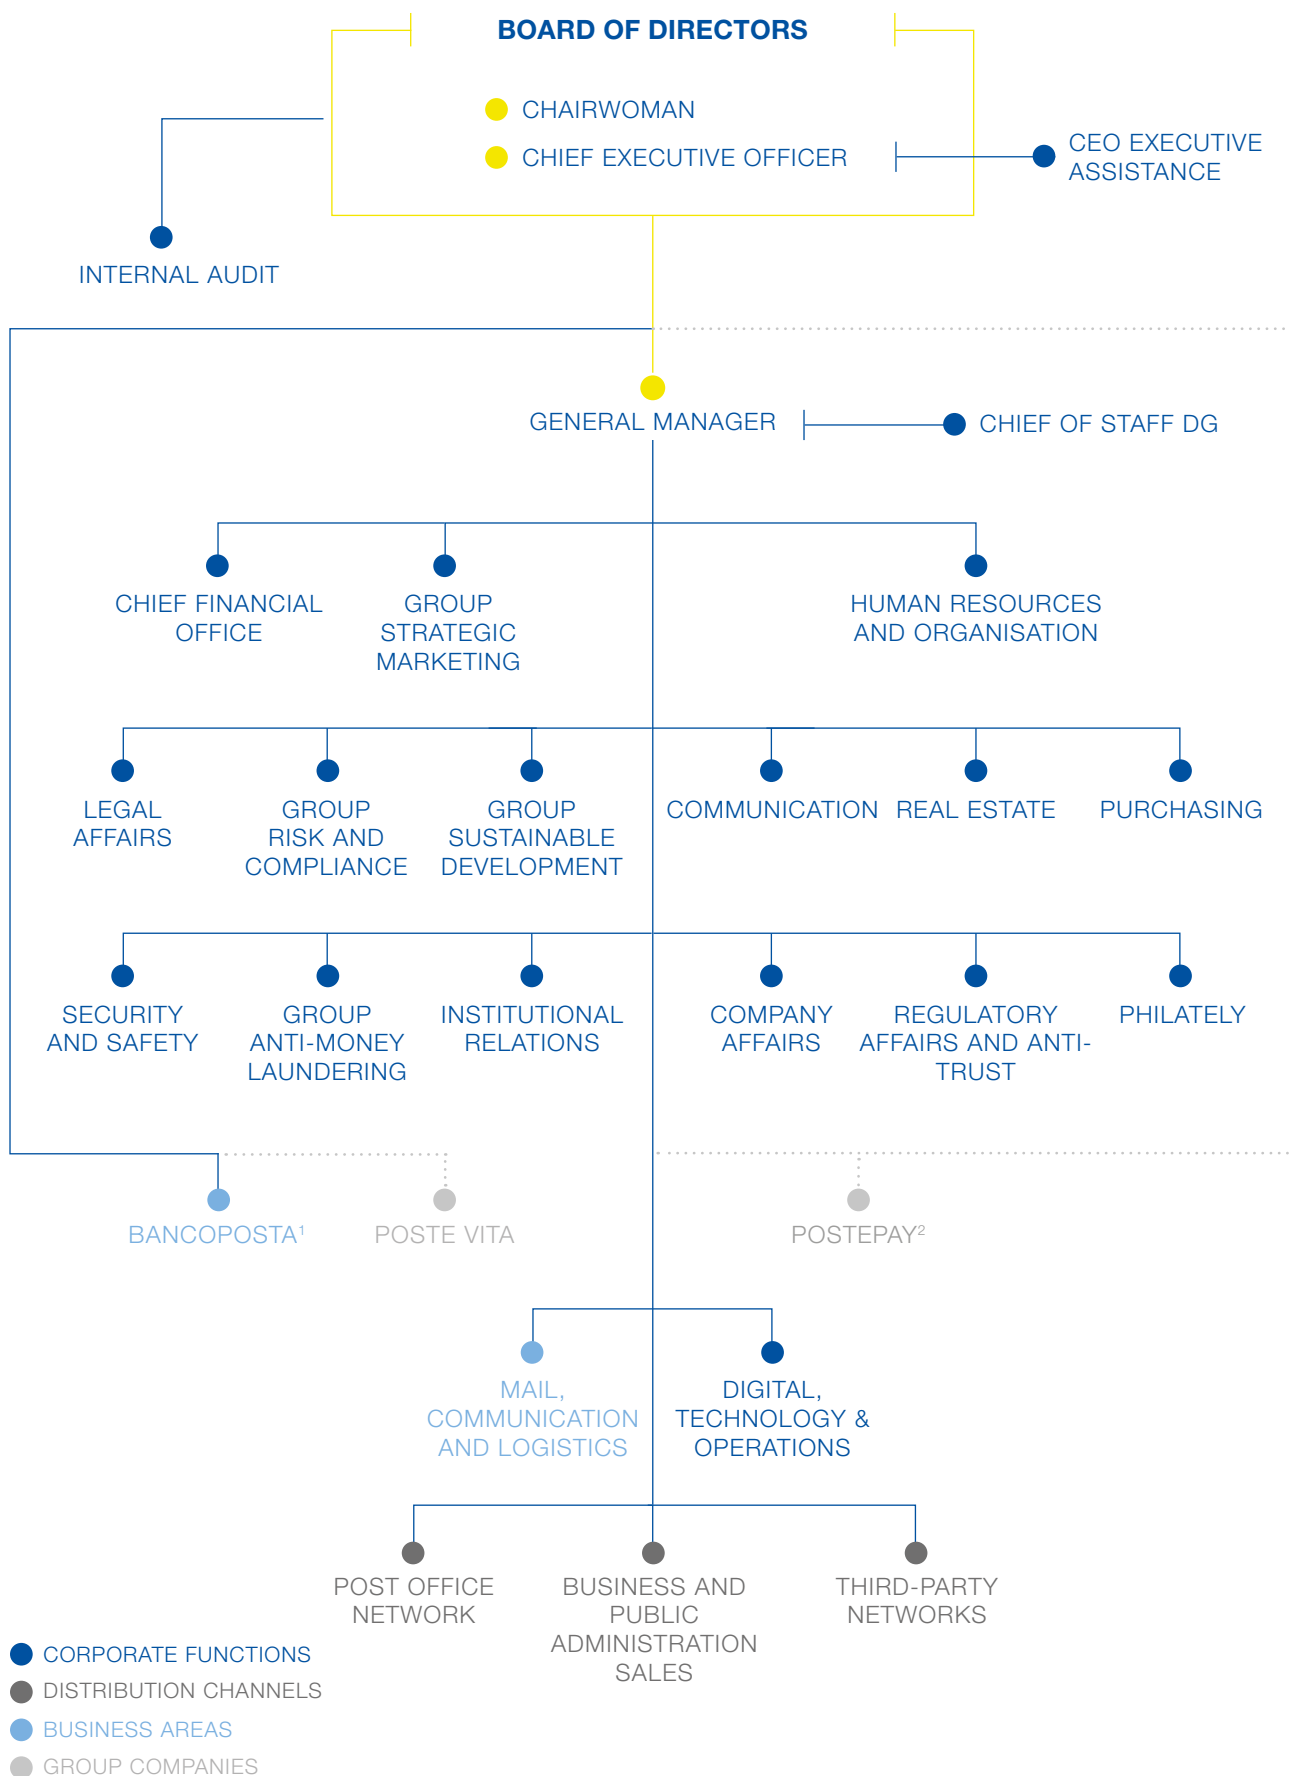 BOARD OF DIRECTORS
CHAIRWOMAN
CHIEF EXECUTIVE OFFICER
CEO EXECUTIVE
ASSISTANCE
INTERNAL AUDIT
GENERAL MANAGER
CHIEF OF STAFF DG
CHIEF FINANCIAL
OFFICE
GROUP
STRATEGIC
MARKETING
HUMAN RESOURCES
AND ORGANISATION
LEGAL
AFFAIRS
GROUP
RISK AND
COMPLIANCE
GROUP
SUSTAINABLE
DEVELOPMENT
COMMUNICATION
REAL ESTATE
PURCHASING
SECURITY
AND SAFETY
GROUP
ANTI-MONEY
LAUNDERING
INSTITUTIONAL
RELATIONS
COMPANY
AFFAIRS
REGULATORY
AFFAIRS AND ANTI-
TRUST
PHILATELY
BANCOPOSTA¹
POSTE VITA
POSTEPAY²
MAIL,
COMMUNICATION
AND LOGISTICS
DIGITAL,
TECHNOLOGY &
OPERATIONS
POST OFFICE
NETWORK
BUSINESS AND
PUBLIC
ADMINISTRATION
SALES
THIRD-PARTY
NETWORKS
CORPORATE FUNCTIONS
DISTRIBUTION CHANNELS
BUSINESS AREAS
GROUP COMPANIES